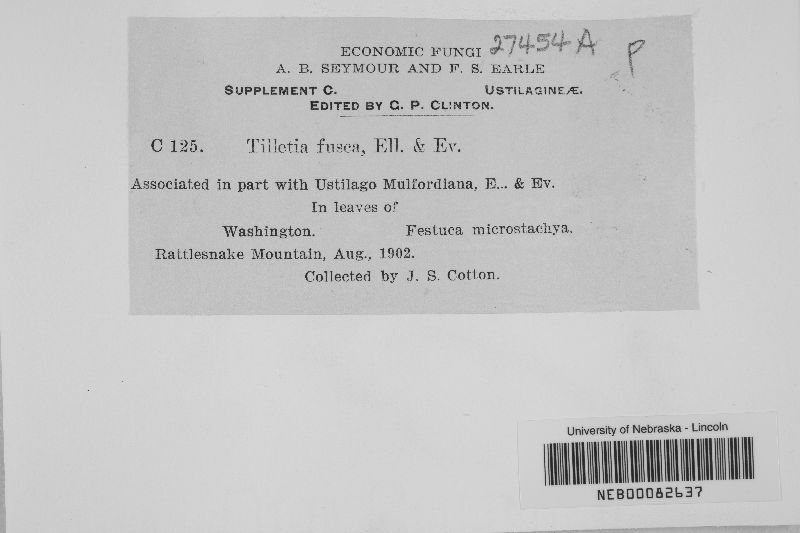 ECONOMIC FUNGI 27454 A P
A. B. SEYMOUR AND F. S. EARLE
SUPPLEMENT C. USTILAGINEÆ.
EDITED BY G. P. CLINTON.
C 125. Tilletia fusca, Ell. & Ev.
Associated in part with Ustilago Mulfordiana, E... & Ev.
In leaves of
Washington. Festuca microstachya.
Rattlesnake Mountain, Aug., 1902.
Collected by J. S. Cotton.
University of Nebraska - Lincoln
NEB00082637